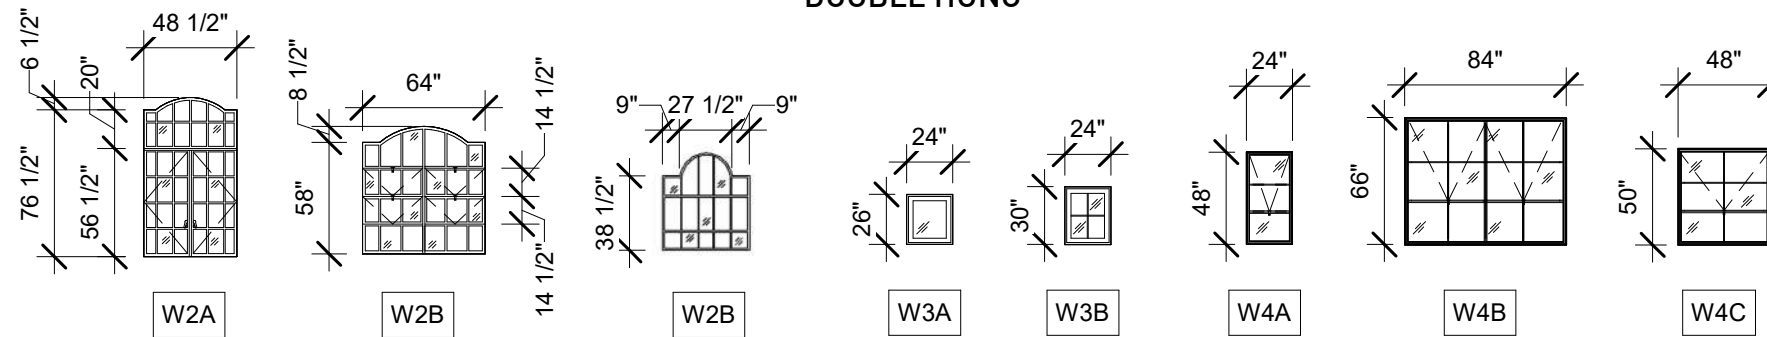 DOUBLE HUNG
6 1/2"
48 1/2"
20"
76 1/2"
56 1/2"
W2A
8 1/2"
64"
14 1/2"
58"
14 1/2"
W2B
9"
27 1/2"
9"
38 1/2"
W2B
24"
26"
W3A
24"
30"
W3B
24"
48"
W4A
84"
66"
W4B
48"
50"
W4C